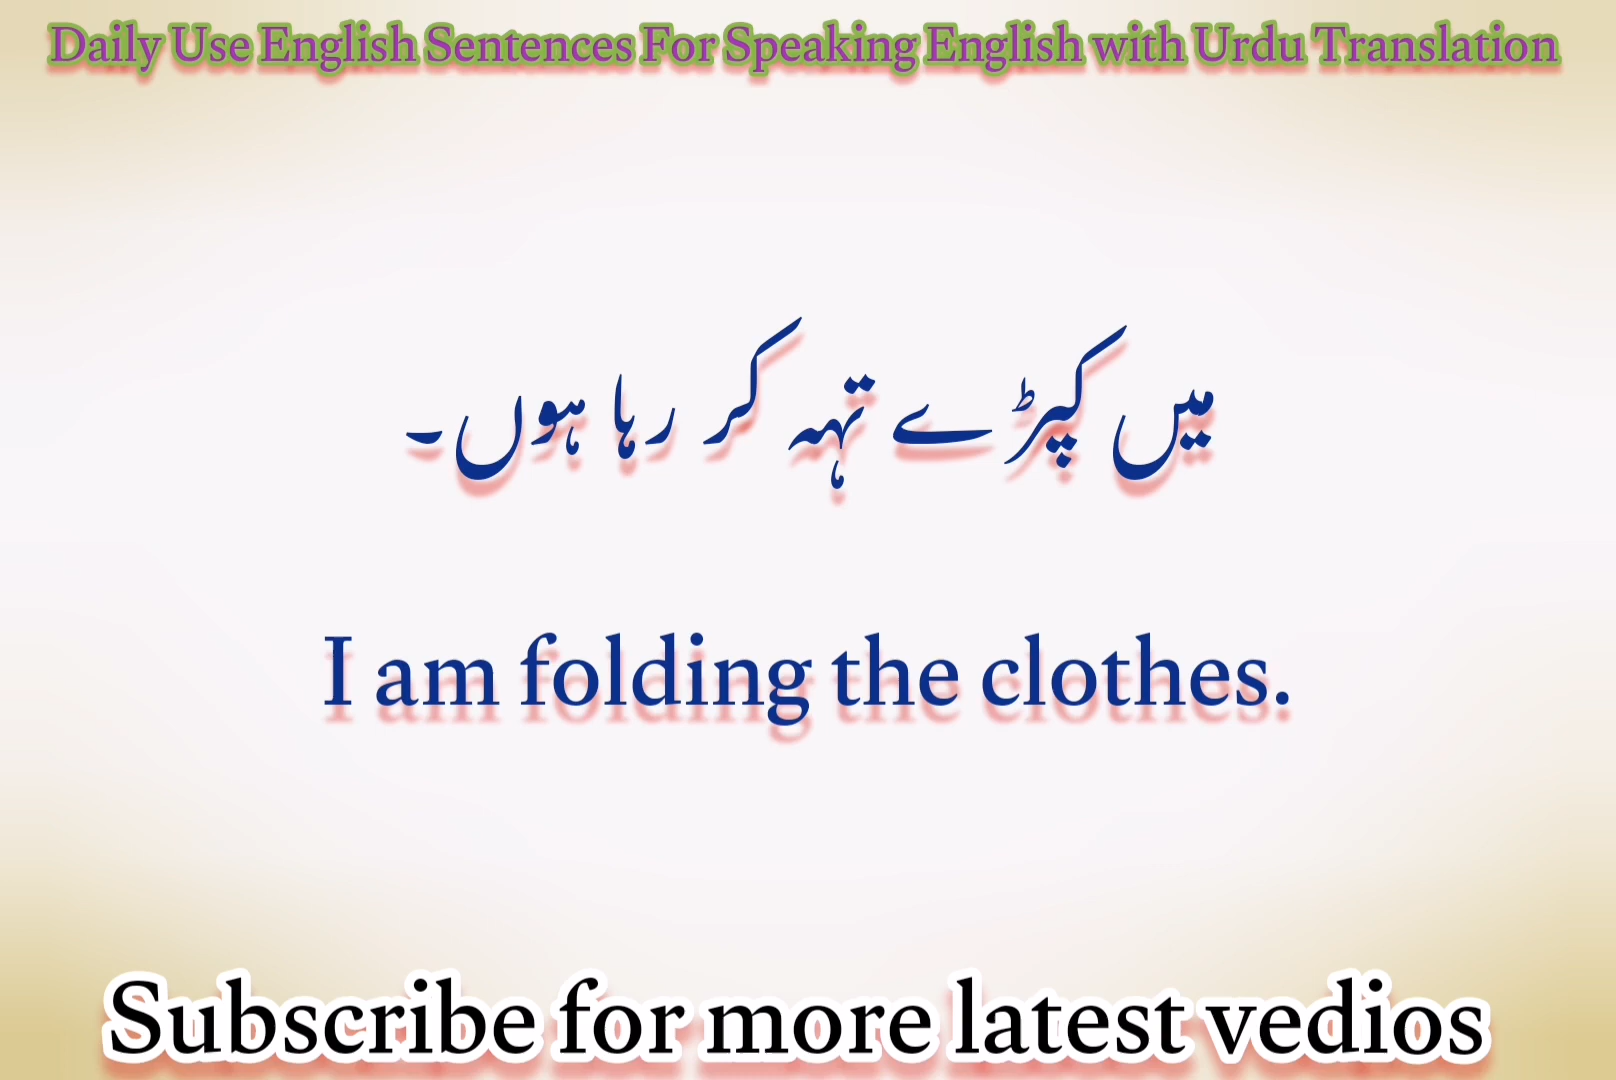 Daily Use English Sentences For Speaking English with Urdu Translation
میں کپڑے تہہ کر رہا ہوں۔
I am folding the clothes.
Subscribe for more latest vedios